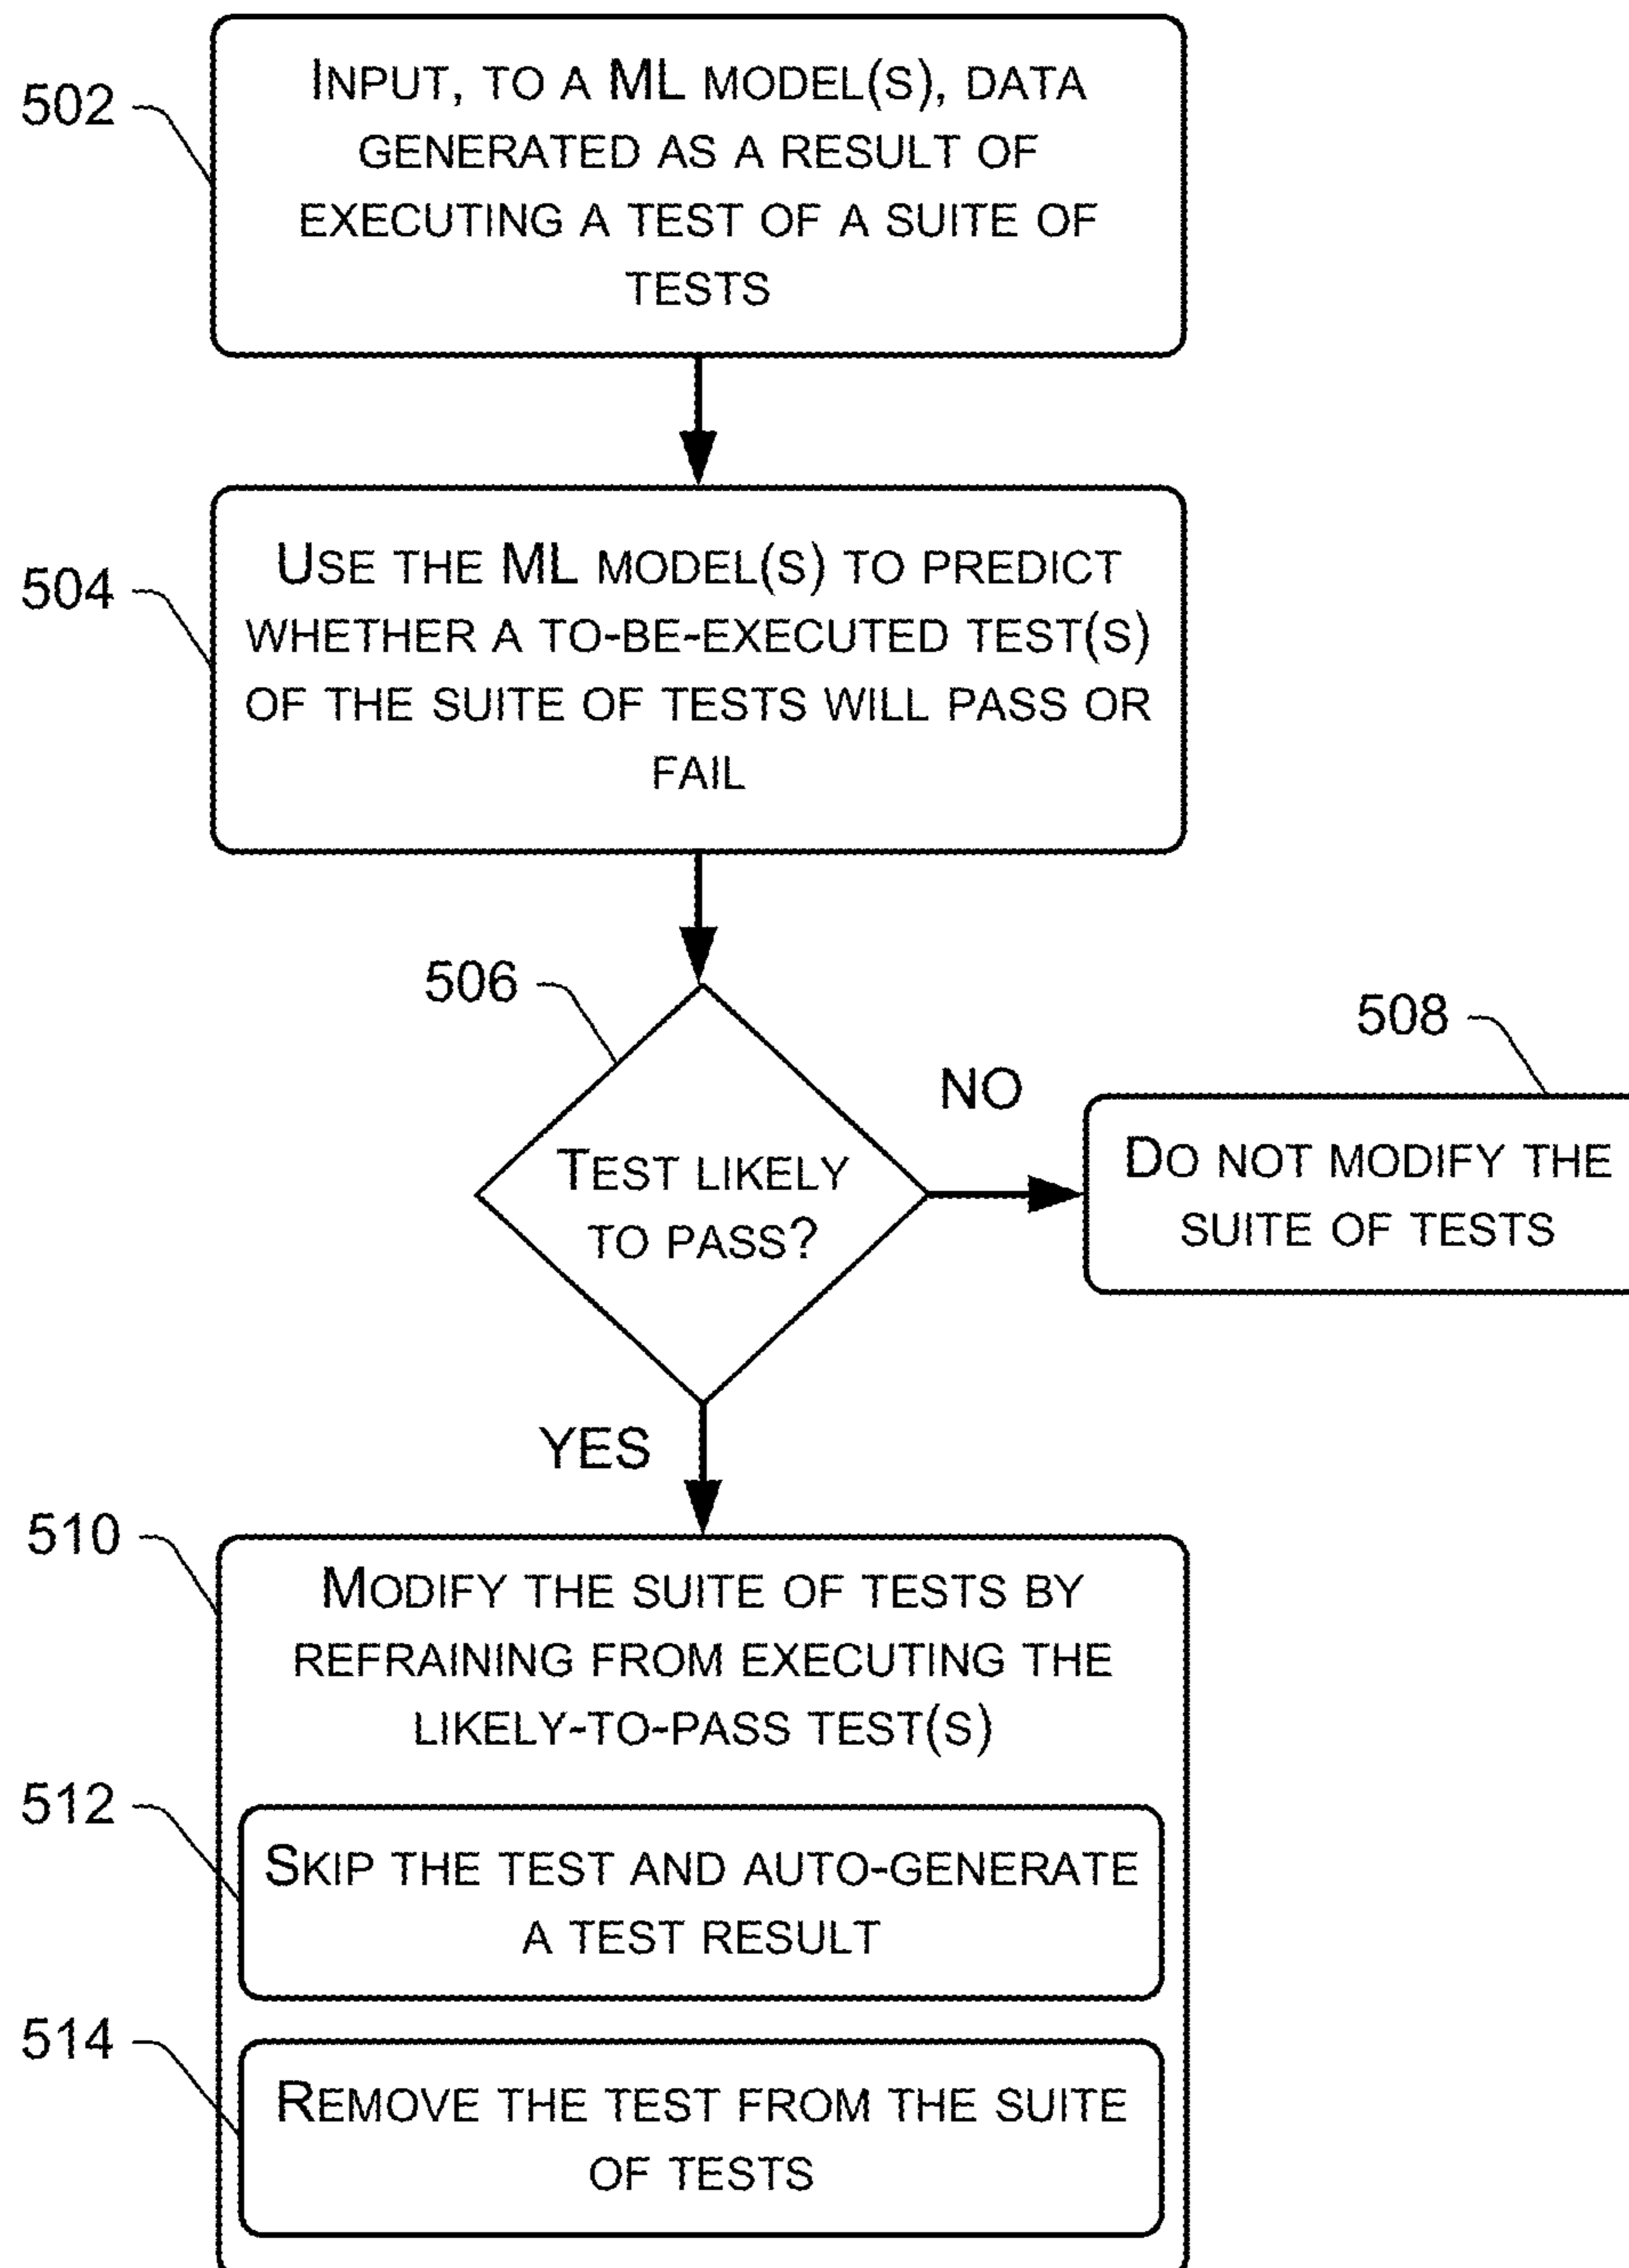 502
INPUT, TO A ML MODEL(S), DATA
GENERATED AS A RESULT OF
EXECUTING A TEST OF A SUITE OF
TESTS
504
USE THE ML MODEL(S) TO PREDICT
WHETHER A TO-BE-EXECUTED TEST(S)
OF THE SUITE OF TESTS WILL PASS OR
FAIL
506
TEST LIKELY
TO PASS?
NO
508
DO NOT MODIFY THE
SUITE OF TESTS
YES
510
MODIFY THE SUITE OF TESTS BY
REFRAINING FROM EXECUTING THE
LIKELY-TO-PASS TEST(S)
512
SKIP THE TEST AND AUTO-GENERATE
A TEST RESULT
514
REMOVE THE TEST FROM THE SUITE
OF TESTS